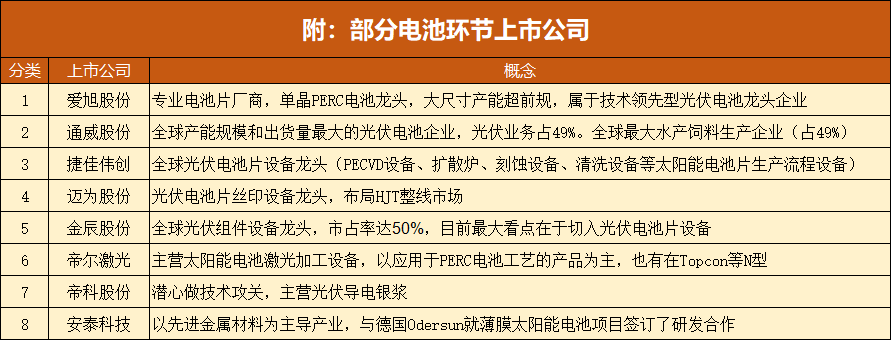 附：部分电池环节上市公司
分类 上市公司 概念
1 爱旭股份 专业电池片厂商，单晶PERC电池龙头，大尺寸产能超前规，属于技术领先型光伏电池龙头企业
2 通威股份 全球产能规模和出货量最大的光伏电池企业，光伏业务占49%。全球最大水产饲料生产企业（占49%）
3 捷佳伟创 全球光伏电池片设备龙头（PECVD设备、扩散炉、刻蚀设备、清洗设备等太阳能电池片生产流程设备）
4 迈为股份 光伏电池片丝印设备龙头，布局HJT整线市场
5 金辰股份 全球光伏组件设备龙头，市占率达50%，目前最大看点在于切入光伏电池片设备
6 帝尔激光 主营太阳能电池激光加工设备，以应用于PERC电池工艺的产品为主，也有在Topcon等N型
7 帝科股份 潜心做技术攻关，主营光伏导电银浆
8 安泰科技 以先进金属材料为主导产业，与德国Odersun就薄膜太阳能电池项目签订了研发合作